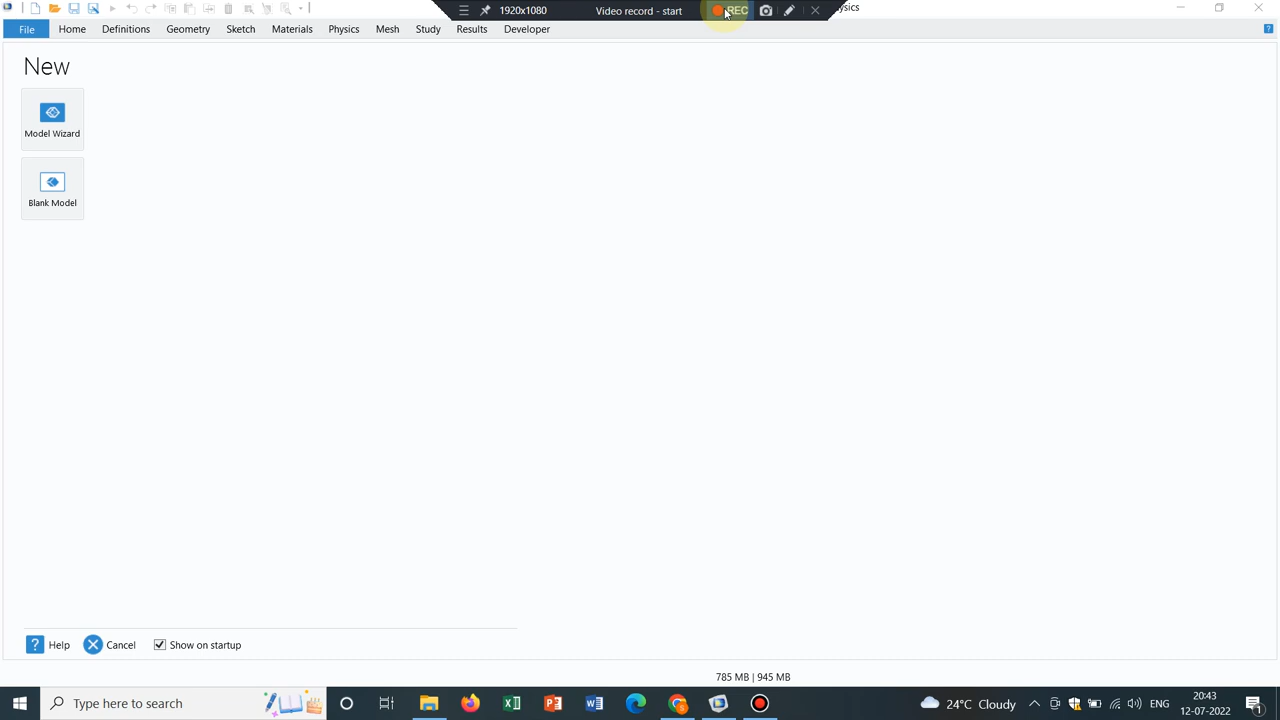 1920x1080 Video record - start REC ysics
File Home Definitions Geometry Sketch Materials Physics Mesh Study Results Developer ?
New
Model Wizard
Blank Model
? Help Cancel Show on startup
785 MB | 945 MB
Type here to search 24°C Cloudy ENG 20:43
12-07-2022